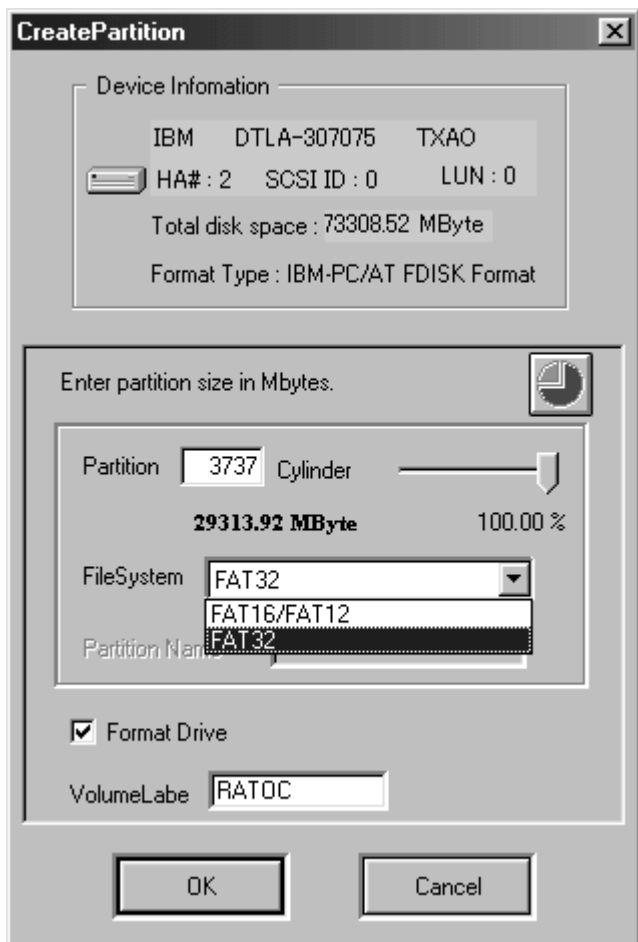 CreatePartition
Device Infomation
IBM DTLA-307075 TXAO
HA# : 2 SCSI ID : 0 LUN : 0
Total disk space : 73308.52 MByte
Format Type : IBM-PC/AT FDISK Format
Enter partition size in Mbytes.
Partition 3737 Cylinder
29313.92 MByte 100.00 %
FileSystem FAT32
FAT16/FAT12
FAT32
Partition Name
Format Drive
VolumeLabe RATOC
OK Cancel